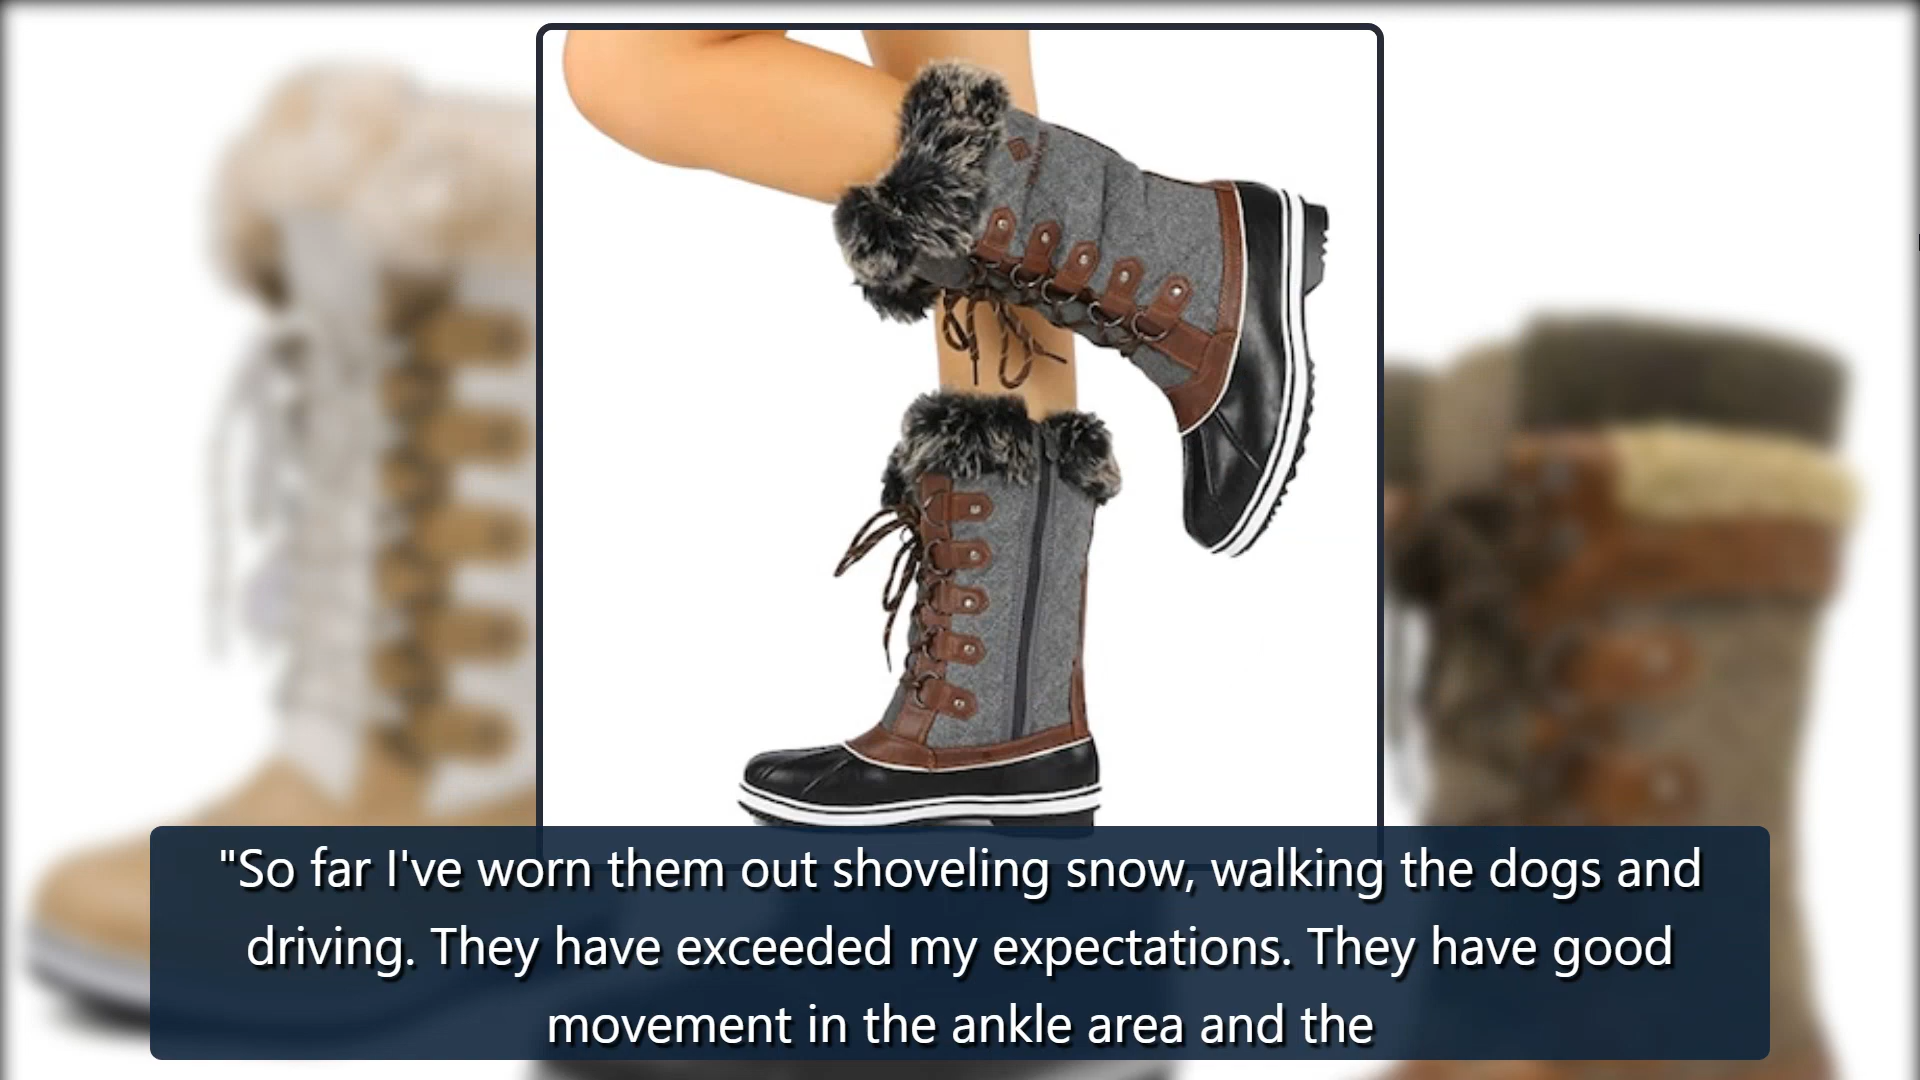 "So far I've worn them out shoveling snow, walking the dogs and
driving. They have exceeded my expectations. They have good
movement in the ankle area and the